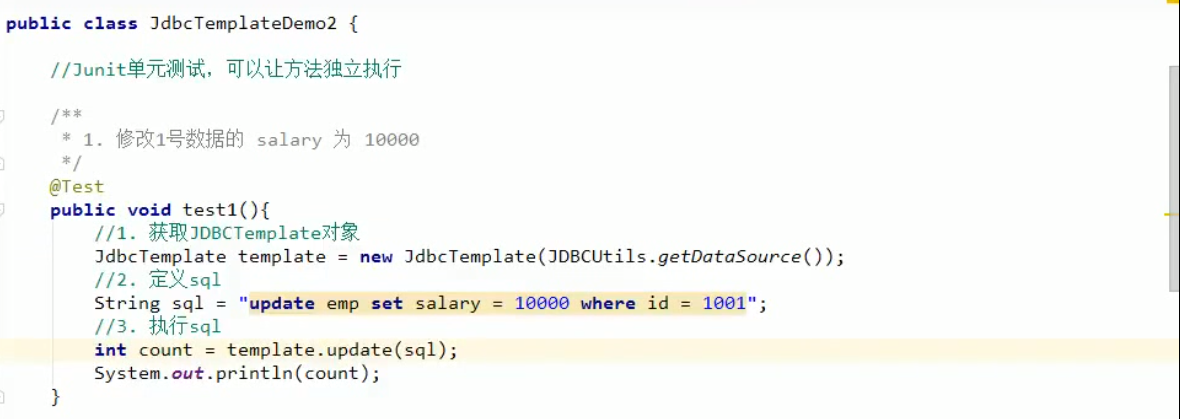 public class JdbcTemplateDemo2 {
//Junit单元测试，可以让方法独立执行
/**
* 1. 修改1号数据的 salary 为 10000
*/
@Test
public void test1(){
//1. 获取JDBCTemplate对象
JdbcTemplate template = new JdbcTemplate(JDBCUtils.getDataSource());
//2. 定义sql
String sql = "update emp set salary = 10000 where id = 1001";
//3. 执行sql
int count = template.update(sql);
System.out.println(count);
}